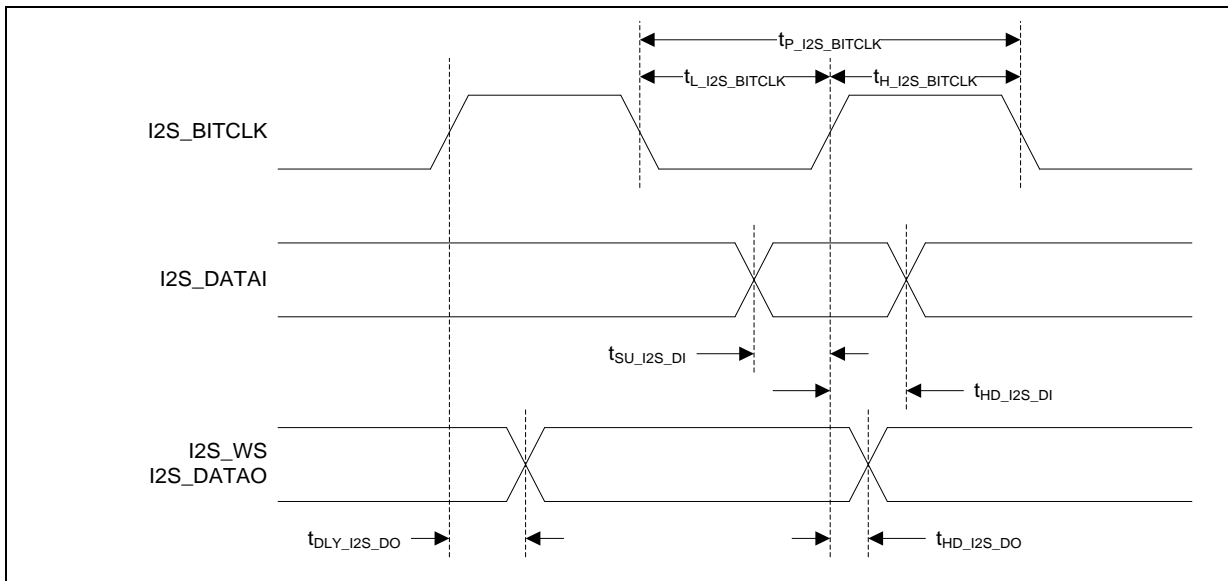 tP_I2S_BITCLK
tL_I2S_BITCLK tH_I2S_BITCLK
I2S_BITCLK
I2S_DATAI
tSU_I2S_DI
tHD_I2S_DI
I2S_WS
I2S_DATAO
tDLY_I2S_DO tHD_I2S_DO